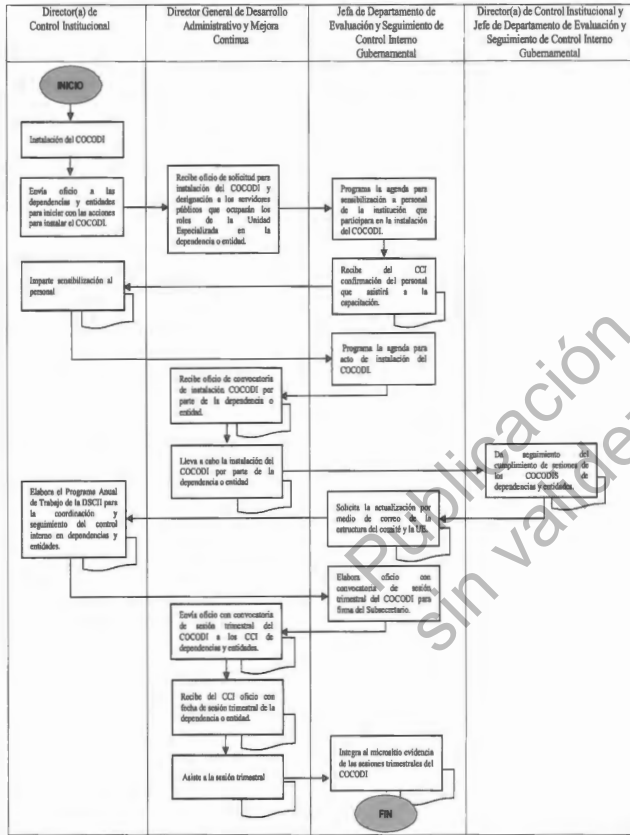 Director(a) de
Control Institucional
Director General de Desarrollo
Administrativo y Mejora
Continua
Jefa de Departamento de
Evaluación y Seguimiento de
Control Interno
Gubernamental
Director(a) de Control Institucional y
Jefe de Departamento de Evaluación y
Seguimiento de Control Interno
Gubernamental
INICIO
Instalación del COCODI
Envía oficio a las
dependencias y entidades
para iniciar con las acciones
para instalar el COCODI.
Recibe oficio de solicitud para
instalación del COCODI y
designación a los servidores
públicos que ocuparán los
roles de la Unidad
Especializada en la
dependencia o entidad.
Programa la agenda para
sensibilización a personal
de la institución que
participara en la instalación
del COCODI.
Recibe del CCI
confirmación del personal
que asistirá a la
capacitación.
Imparte sensibilización al
personal
Programa la agenda para
acto de instalación del
COCODI.
Recibe oficio de convocatoria
de instalación COCODI por
parte de la dependencia o
entidad.
Lleva a cabo la instalación del
COCODI por parte de la
dependencia o entidad
Da seguimiento del
cumplimiento de sesiones de
los COCODIS de
dependencias y entidades.
Solicita la actualización por
medio de correo de la
estructura del comité y la UE.
Elabora el Programa Anual
de Trabajo de la DSCII para
la coordinación y
seguimiento del control
interno en dependencias y
entidades.
Elabora oficio con
convocatoria de sesión
trimestral del COCODI para
firma del Subsecretario.
Envía oficio con convocatoria
de sesión trimestral del
COCODI a los CCI de
dependencias y entidades.
Recibe del CCI oficio con
fecha de sesión trimestral de la
dependencia o entidad.
Asiste a la sesión trimestral
Integra al micrositio evidencia
de las sesiones trimestrales del
COCODI
FIN
Publicación
sin validez